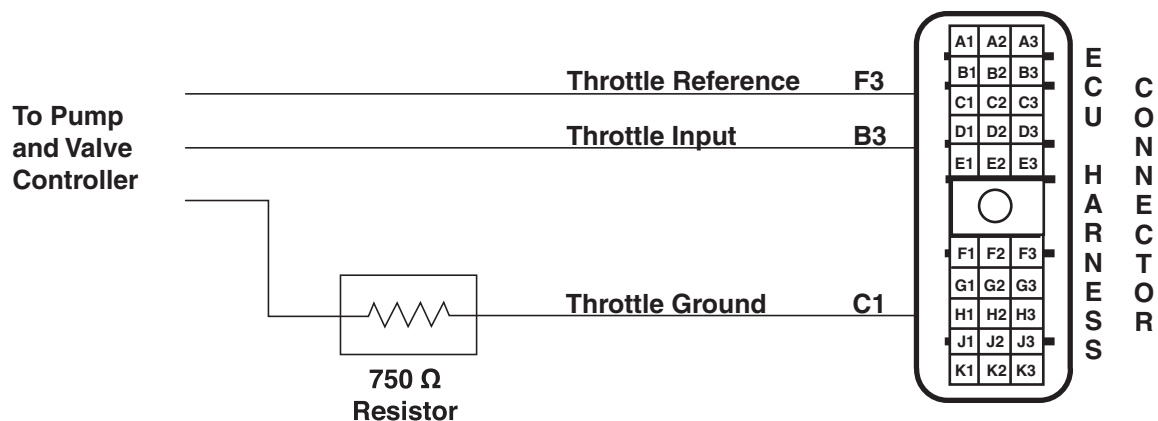 To Pump
and Valve
Controller
Throttle Reference F3
Throttle Input B3
Throttle Ground C1
750 Ω
Resistor
A1 A2 A3
B1 B2 B3
C1 C2 C3
D1 D2 D3
E1 E2 E3
F1 F2 F3
G1 G2 G3
H1 H2 H3
J1 J2 J3
K1 K2 K3
ECU HARNESS
CONNECTOR